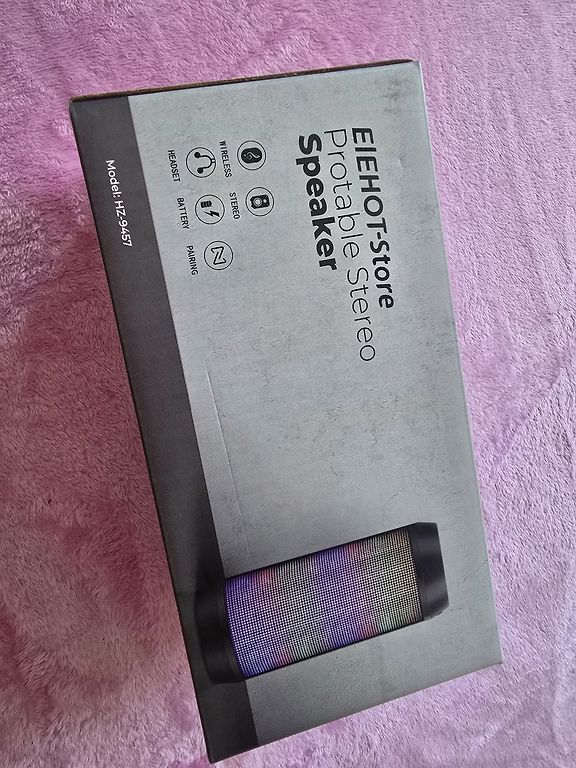 EIEHOT-Store
Protable Stereo
Speaker
WIRELESS
STEREO
HEADSET
BATTERY
PAIRING
Model: HZ-9457